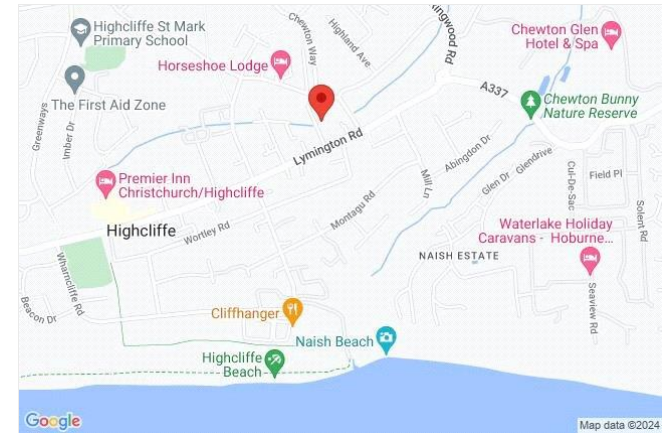 Highcliffe St Mark
Primary School
Chewton Way
Highland Ave
Chewton Glen
Hotel & Spa
Horseshoe Lodge
A337
The First Aid Zone
Chewton Bunny
Nature Reserve
Greenways
Imber Dr
Lymington Rd
Abingdon Dr
Glendrive
Glen Dr
Cul-De-Sac
Field Pl
Premier Inn
Christchurch/Highcliffe
Mill Ln
Montagu Rd
Solent Rd
Highcliffe
Wortley Rd
Waterlake Holiday
Caravans - Hoburne...
NAISH ESTATE
Wharncliffe Rd
Seaview Rd
Beacon Dr
Cliffhanger
Naish Beach
Highcliffe
Beach
Google
Map data ©2024